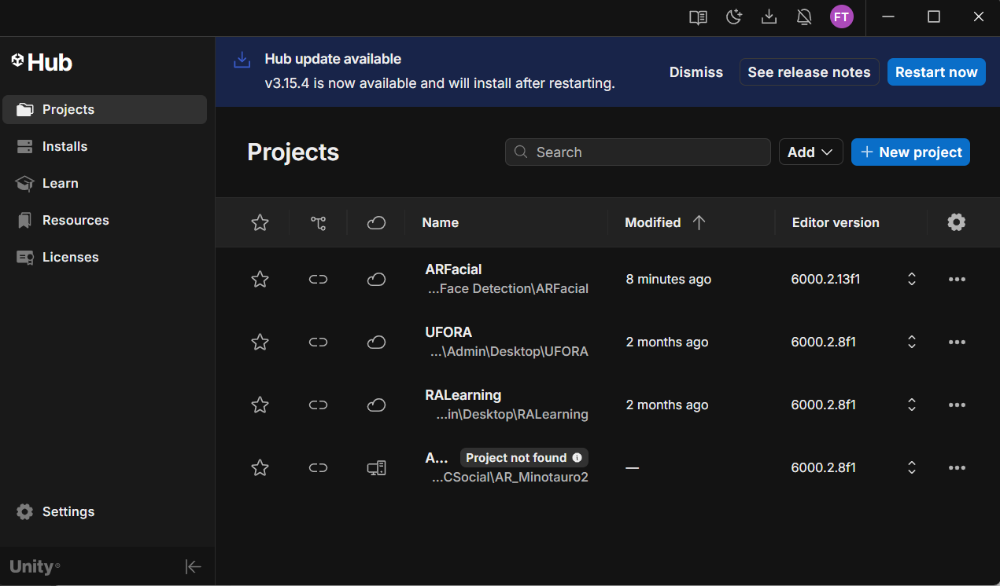 FT
Hub
Hub update available
v3.15.4 is now available and will install after restarting.
Dismiss
See release notes
Restart now
Projects
Installs
Learn
Resources
Licenses
Settings
Unity®
Projects
Search
Add
New project
Name
Modified
Editor version
ARFacial
...Face Detection\ARFacial
8 minutes ago
6000.2.13f1
UFORA
...\Admin\Desktop\UFORA
2 months ago
6000.2.8f1
RALearning
...in\Desktop\RALearning
2 months ago
6000.2.8f1
A... Project not found
...CSocial\AR_Minotauro2
—
6000.2.8f1